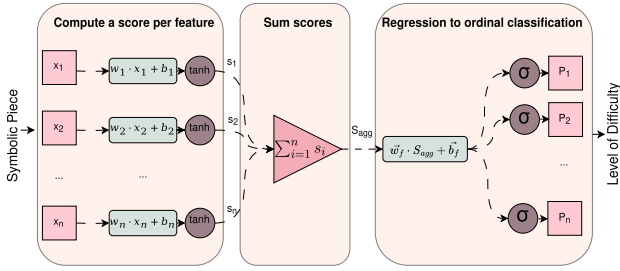 Compute a score per feature
Sum scores
Regression to ordinal classification
Symbolic Piece
x₁
w₁ · x₁ + b₁
tanh
s₁
x₂
w₂ · x₂ + b₂
tanh
s₂
...
...
xₙ
wₙ · xₙ + bₙ
tanh
sₙ
∑ⁿᵢ₌₁ sᵢ
Sagg
w⃗f · Sagg + b⃗f
σ
P₁
σ
P₂
...
σ
Pₙ
Level of Difficulty